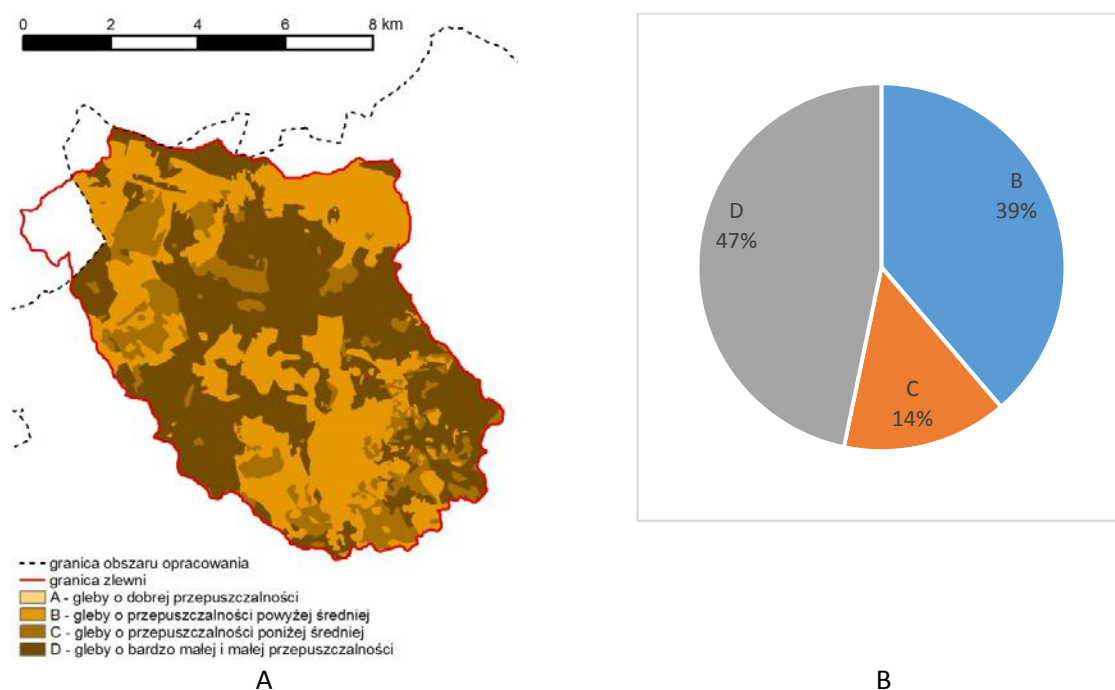 0 2 4 6 8 km
granica obszaru opracowania
granica zlewni
A - gleby o dobrej przepuszczalności
B - gleby o przepuszczalności powyżej średniej
C - gleby o przepuszczalności poniżej średniej
D - gleby o bardzo małej i małej przepuszczalności
A
B
39%
D
47%
C
14%
B